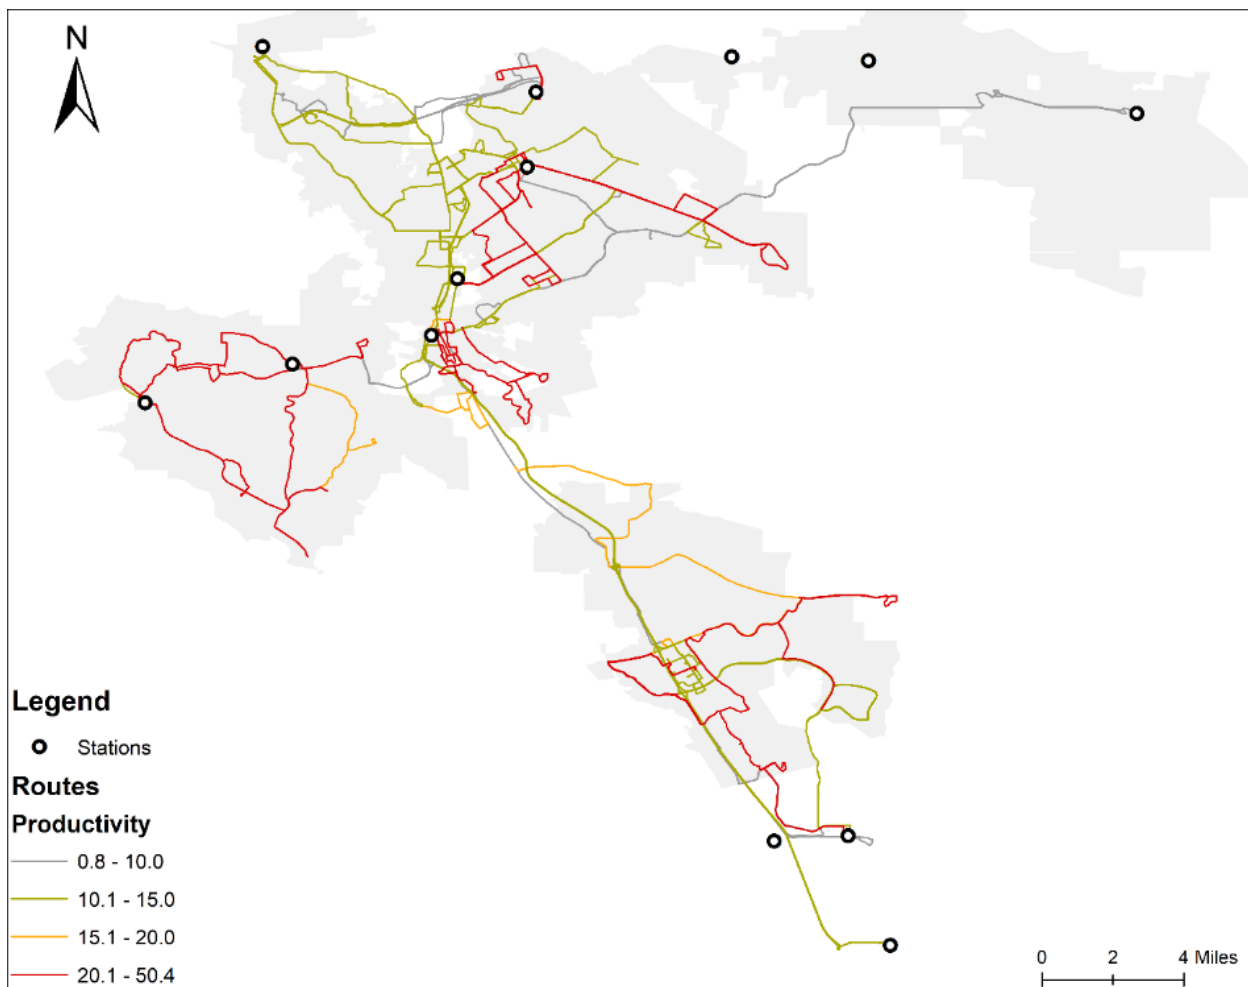 N
Legend
Stations
Routes
Productivity
0.8 - 10.0
10.1 - 15.0
15.1 - 20.0
20.1 - 50.4
0 2 4 Miles